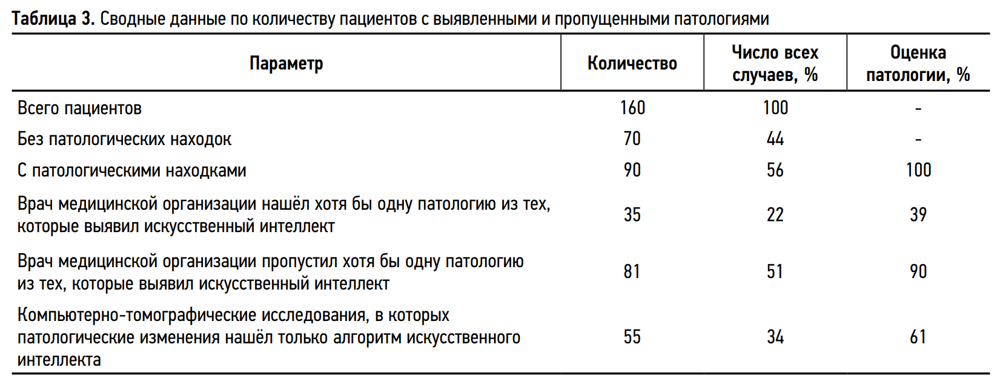 Таблица 3. Сводные данные по количеству пациентов с выявленными и пропущенными патологиями
Параметр Количество Число всех случаев, % Оценка патологии, %
Всего пациентов 160 100 -
Без патологических находок 70 44 -
С патологическими находками 90 56 100
Врач медицинской организации нашёл хотя бы одну патологию из тех,
которые выявил искусственный интеллект 35 22 39
Врач медицинской организации пропустил хотя бы одну патологию
из тех, которые выявил искусственный интеллект 81 51 90
Компьютерно-томографические исследования, в которых
патологические изменения нашёл только алгоритм искусственного 55 34 61
интеллекта